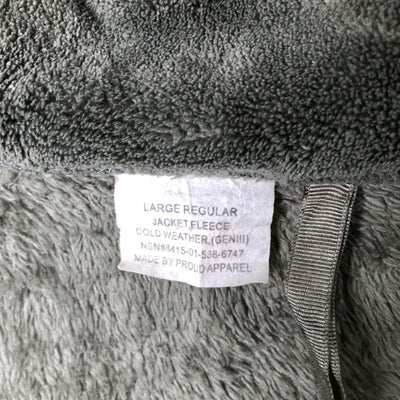 LARGE REGULAR
JACKET,FLEECE
COLD WEATHER,(GENIII)
NSN#8415-01-538-6747
MADE BY PROUD APPAREL